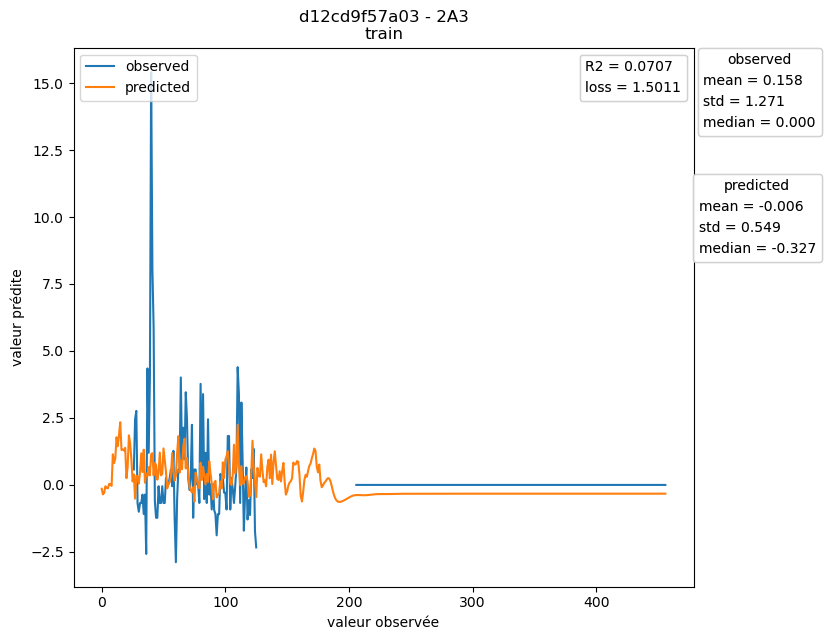 d12cd9f57a03 - 2A3
train
observed
predicted
R2 = 0.0707
loss = 1.5011
observed
mean = 0.158
std = 1.271
median = 0.000
predicted
mean = -0.006
std = 0.549
median = -0.327
15.0
12.5
10.0
7.5
5.0
2.5
0.0
−2.5
valeur prédite
0
100
200
300
400
valeur observée